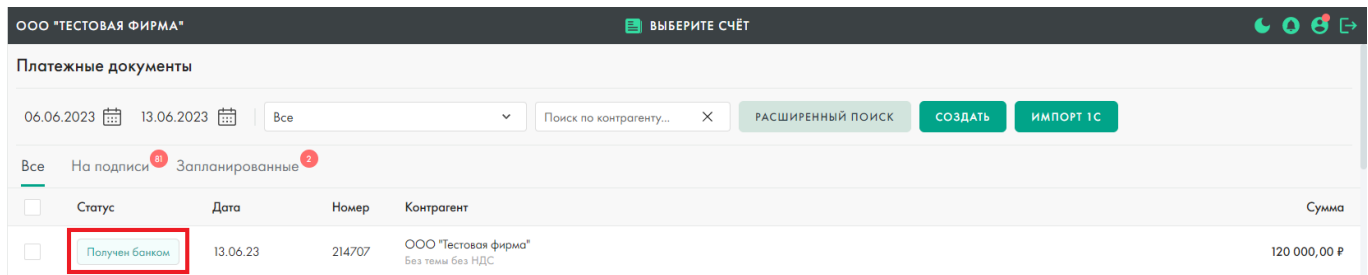 ООО "ТЕСТОВАЯ ФИРМА" ВЫБЕРИТЕ СЧЁТ
Платежные документы
06.06.2023 13.06.2023 Все Поиск по контрагенту... РАСШИРЕННЫЙ ПОИСК СОЗДАТЬ ИМПОРТ 1С
Все На подписи 81 Запланированные 2
Статус Дата Номер Контрагент Сумма
Получен банком 13.06.23 214707 ООО "Тестовая фирма" 120 000,00 ₽
Без темы без НДС